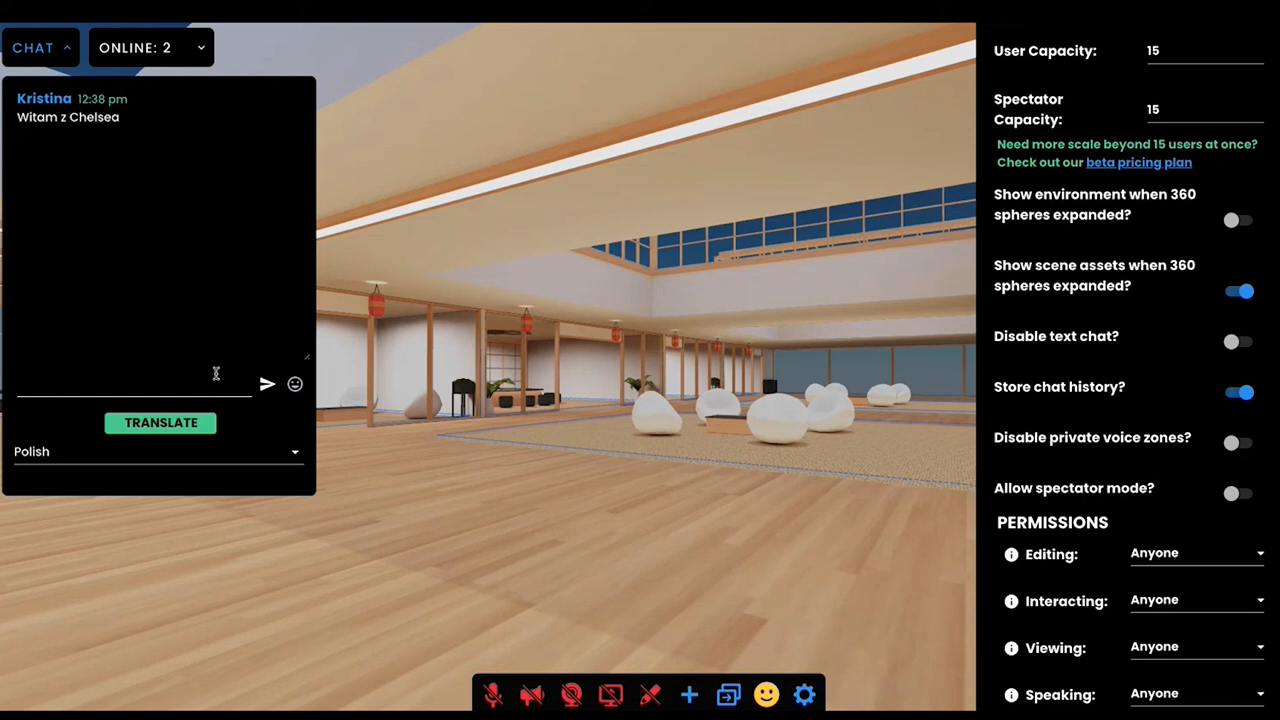 CHAT
ONLINE: 2
Kristina 12:38 pm
Witam z Chelsea
TRANSLATE
Polish
User Capacity: 15
Spectator
Capacity: 15
Need more scale beyond 15 users at once?
Check out our beta pricing plan
Show environment when 360
spheres expanded?
Show scene assets when 360
spheres expanded?
Disable text chat?
Store chat history?
Disable private voice zones?
Allow spectator mode?
PERMISSIONS
Editing: Anyone
Interacting: Anyone
Viewing: Anyone
Speaking: Anyone